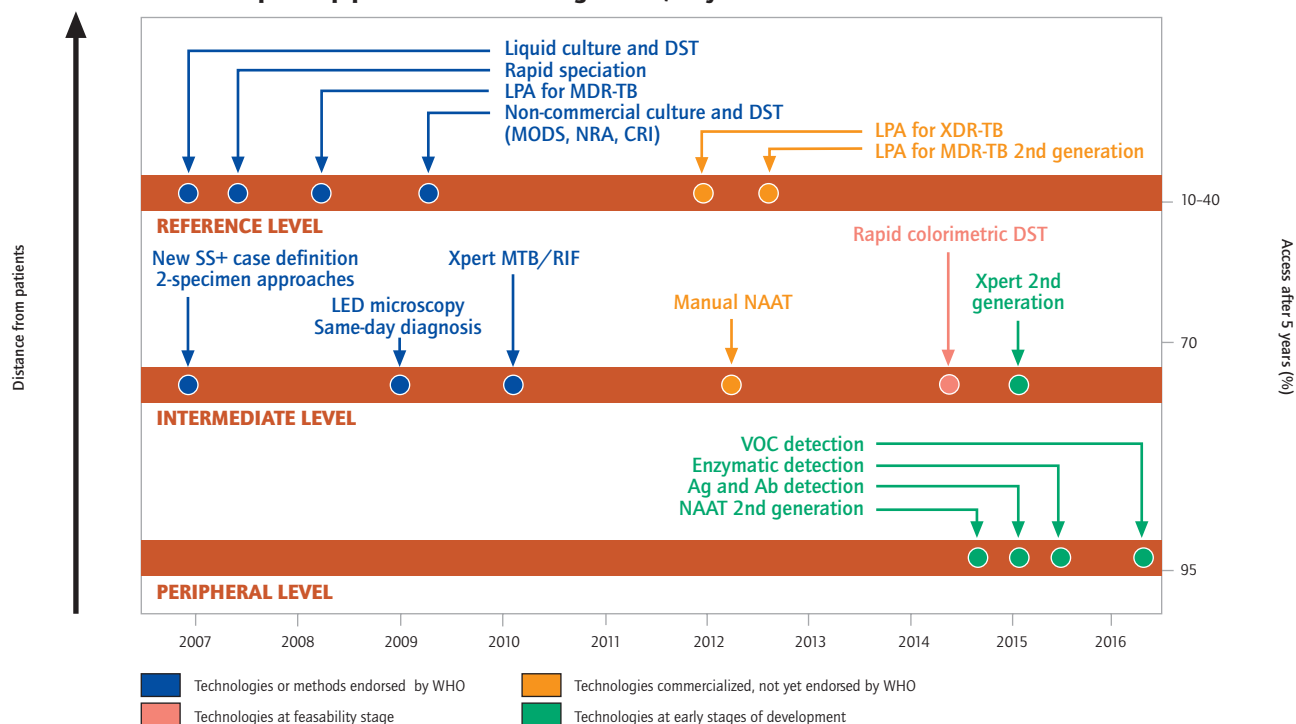 Liquid culture and DST
Rapid speciation
LPA for MDR-TB
Non-commercial culture and DST
(MODS, NRA, CRI)
LPA for XDR-TB
LPA for MDR-TB 2nd generation
10-40
REFERENCE LEVEL
New SS+ case definition
2-specimen approaches
LED microscopy
Same-day diagnosis
Xpert MTB/RIF
Manual NAAT
Rapid colorimetric DST
Xpert 2nd
generation
70
INTERMEDIATE LEVEL
VOC detection
Enzymatic detection
Ag and Ab detection
NAAT 2nd generation
95
PERIPHERAL LEVEL
Distance from patients
Access after 5 years (%)
2007 2008 2009 2010 2011 2012 2013 2014 2015 2016
Technologies or methods endorsed by WHO
Technologies commercialized, not yet endorsed by WHO
Technologies at feasability stage
Technologies at early stages of development